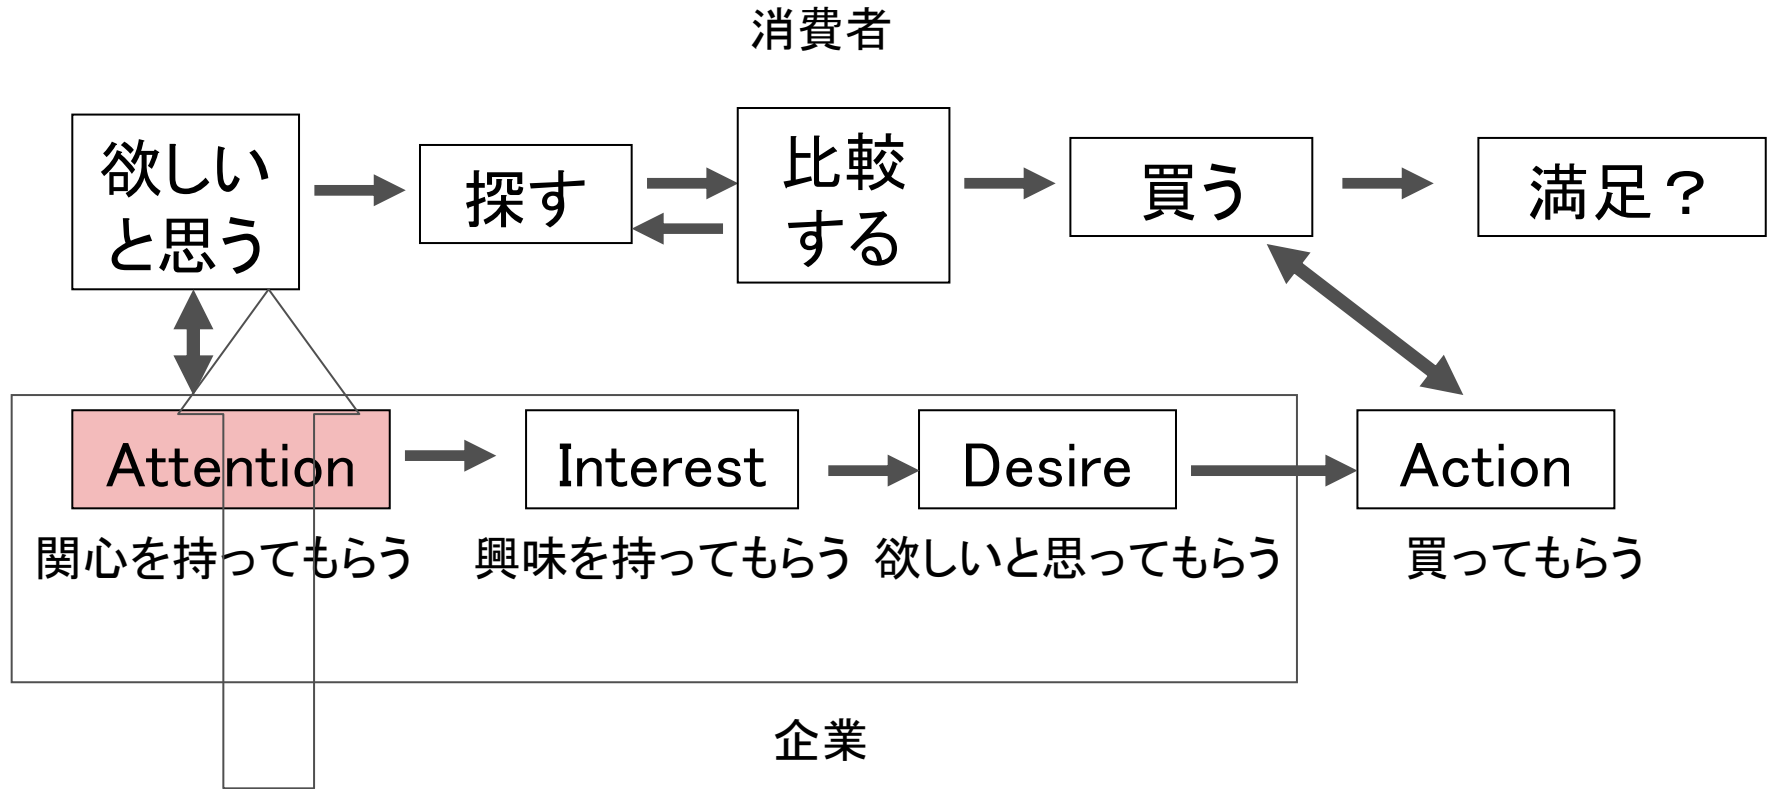 消費者
欲しい
と思う
探す
比較
する
買う
満足？
Attention
Interest
Desire
Action
関心を持ってもらう
興味を持ってもらう
欲しいと思ってもらう
買ってもらう
企業